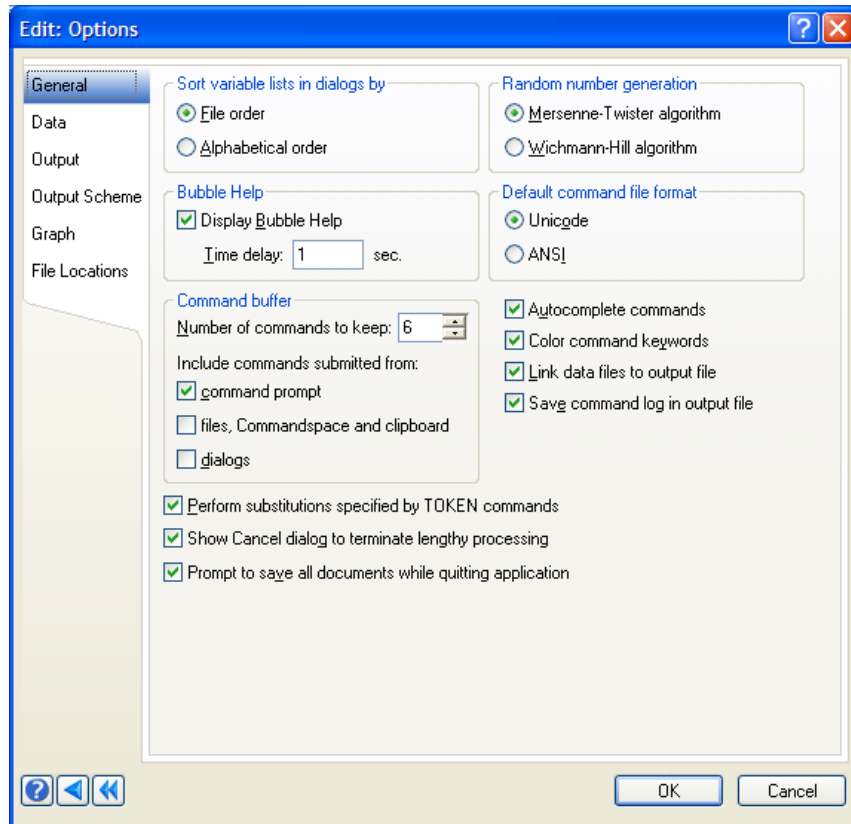 Edit: Options
General
Data
Output
Output Scheme
Graph
File Locations
Sort variable lists in dialogs by
File order
Alphabetical order
Random number generation
Mersenne-Twister algorithm
Wichmann-Hill algorithm
Bubble Help
Display Bubble Help
Time delay: 1 sec.
Default command file format
Unicode
ANSI
Command buffer
Number of commands to keep: 6
Include commands submitted from:
command prompt
files, Commandspace and clipboard
dialogs
Autocomplete commands
Color command keywords
Link data files to output file
Save command log in output file
Perform substitutions specified by TOKEN commands
Show Cancel dialog to terminate lengthy processing
Prompt to save all documents while quitting application
OK
Cancel